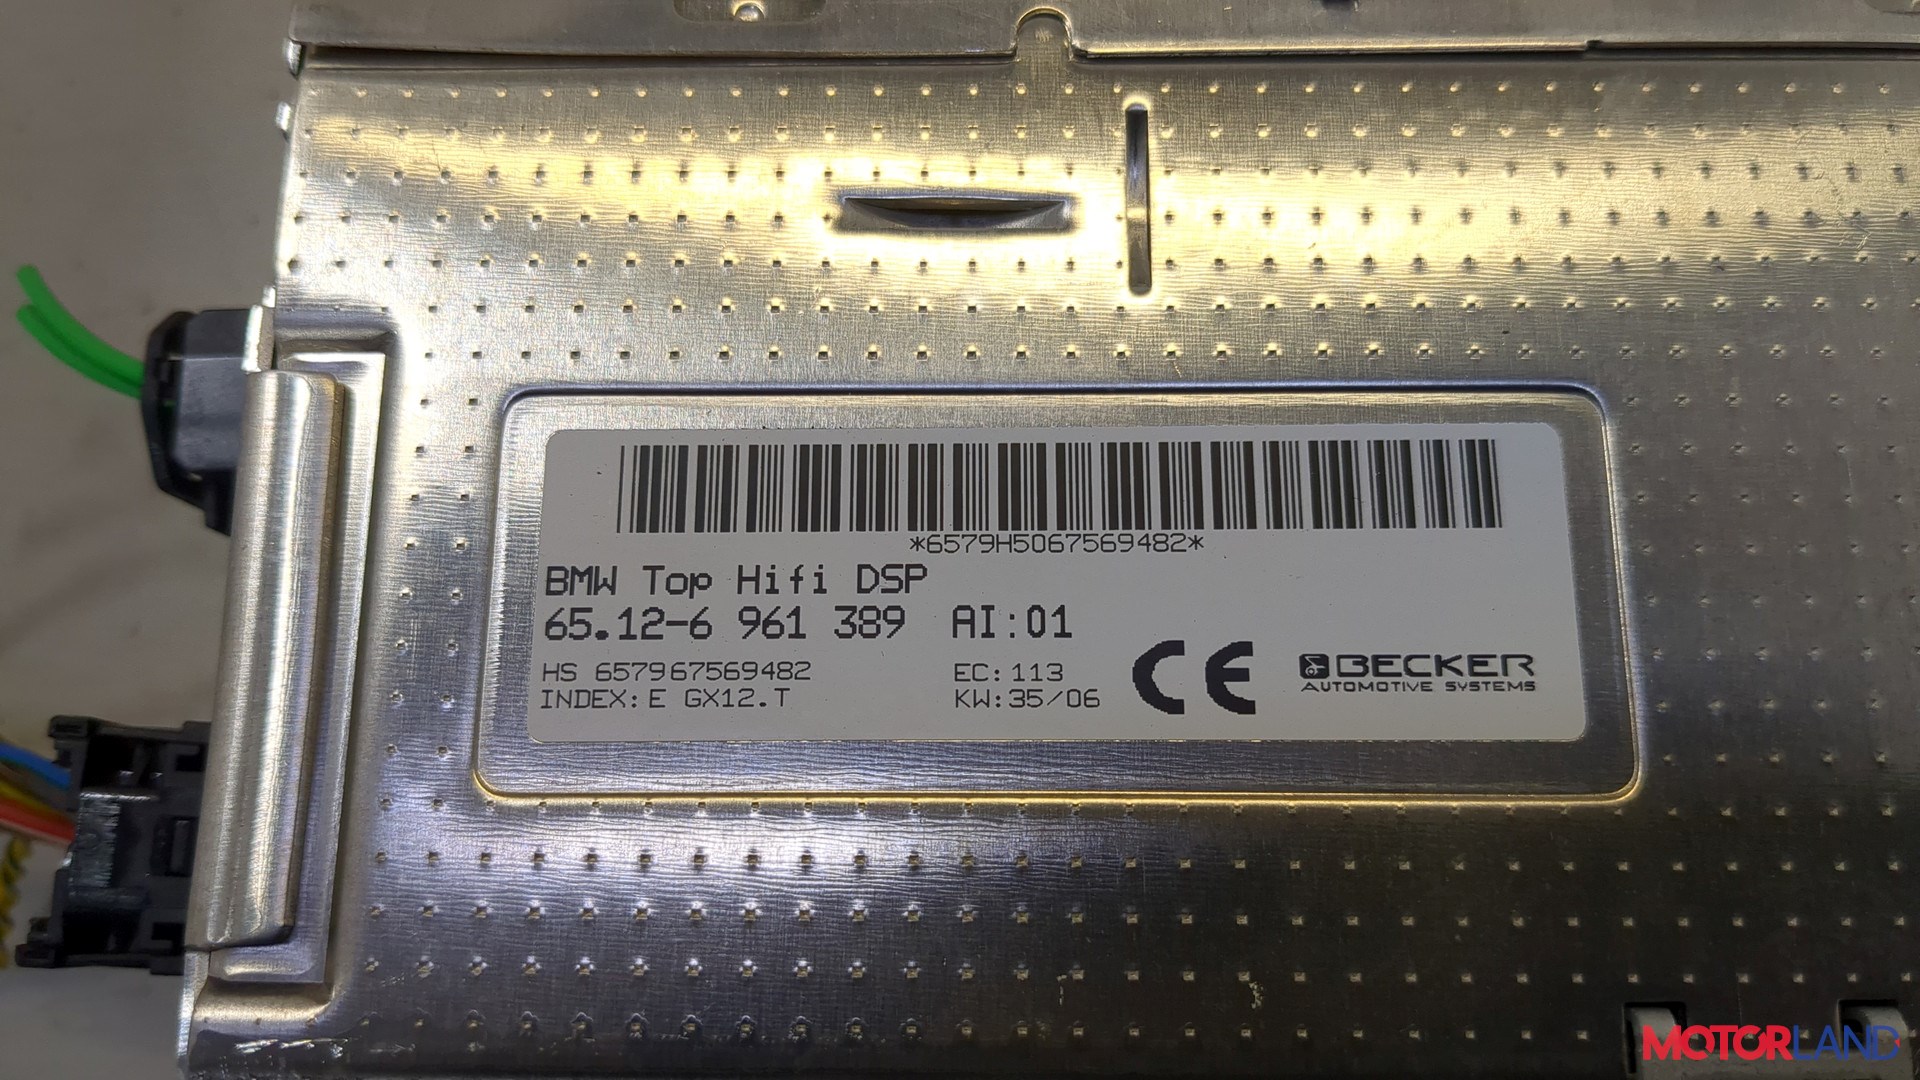 *6579H5067569482*
BMW Top Hifi DSP
65.12-6 961 389 AI:01
HS 657967569482 EC:113
INDEX:E GX12.T KW:35/06
CE
BECKER
AUTOMOTIVE SYSTEMS
MOTORLAND